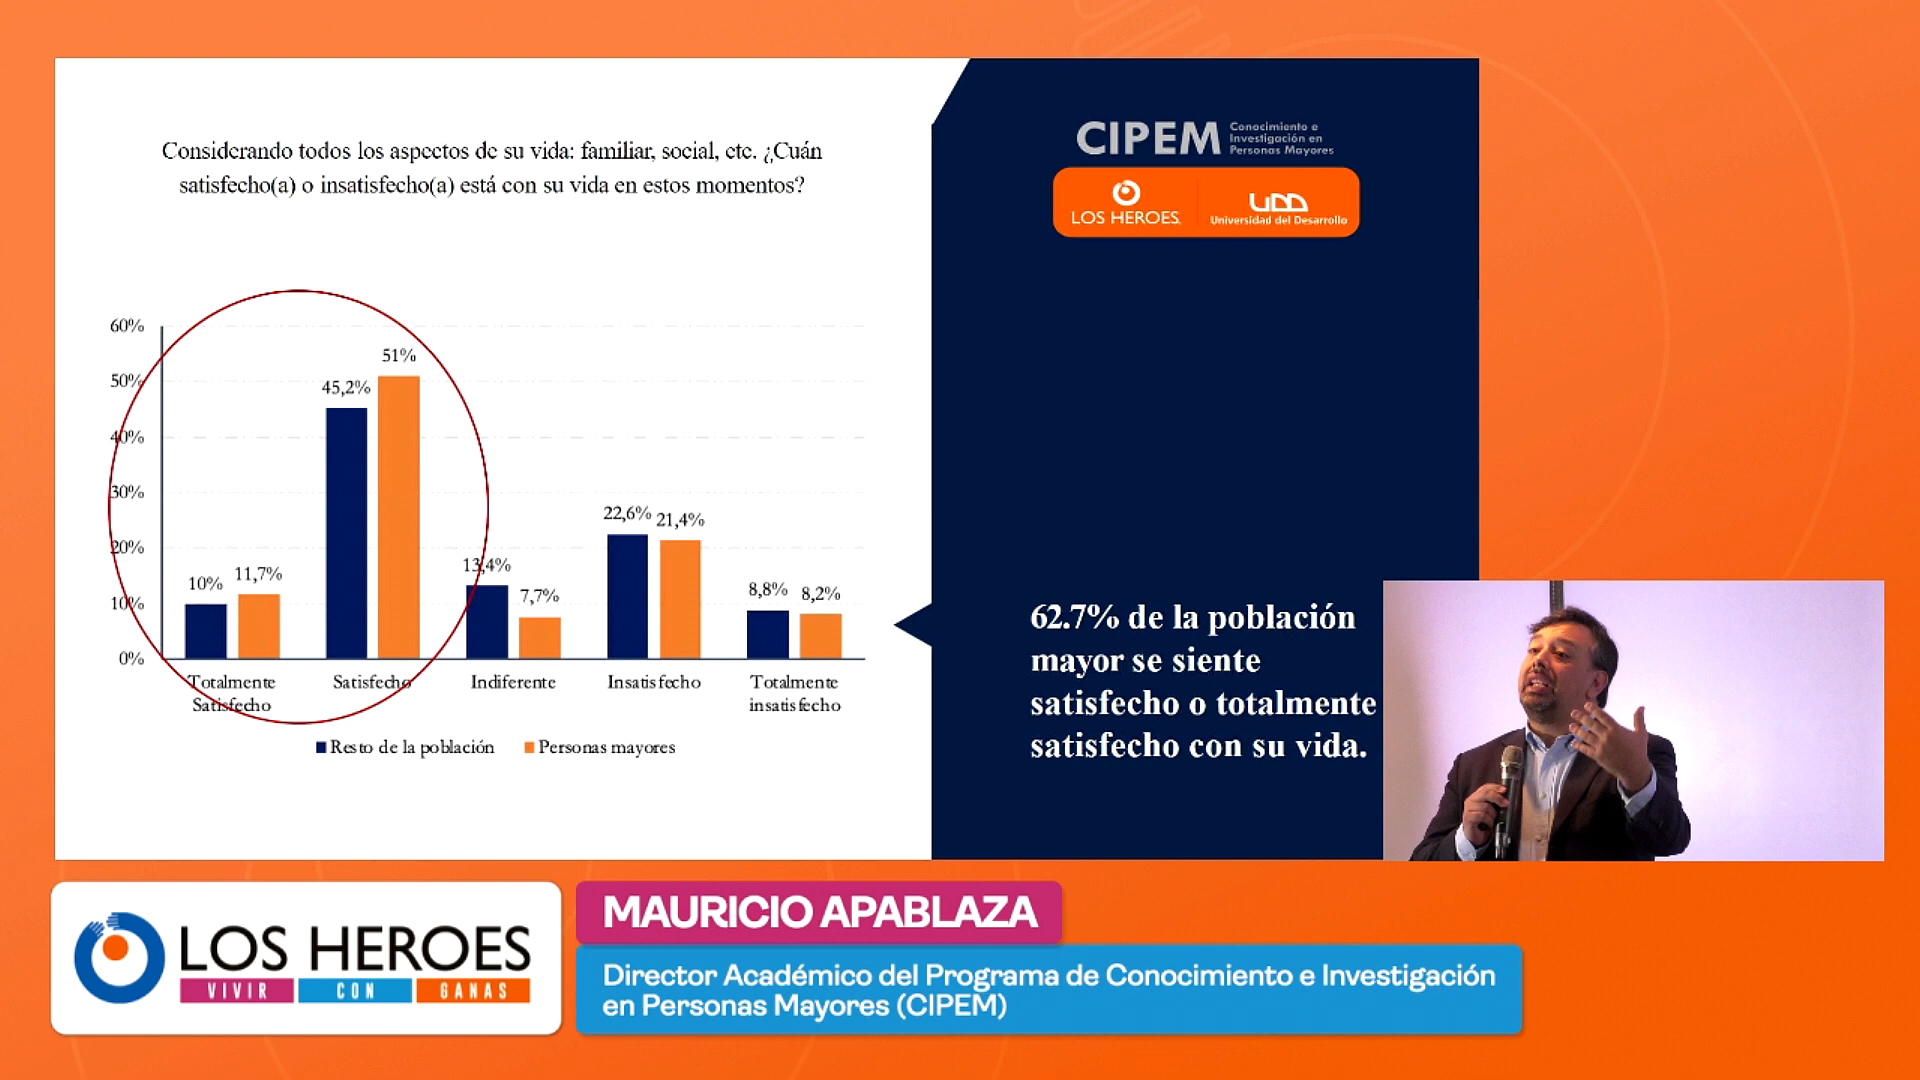 Considerando todos los aspectos de su vida: familiar, social, etc. ¿Cuán
satisfecho(a) o insatisfecho(a) está con su vida en estos momentos?
60%
50%
40%
30%
20%
10%
0%
10%
11,7%
45,2%
51%
13,4%
7,7%
22,6%
21,4%
8,8%
8,2%
Totalmente
Satisfecho
Satisfecho
Indiferente
Insatisfecho
Totalmente
insatisfecho
Resto de la población
Personas mayores
CIPEM
Conocimiento e
Investigación en
Personas Mayores
LOS HEROES
UDD
Universidad del Desarrollo
62.7% de la población
mayor se siente
satisfecho o totalmente
satisfecho con su vida.
LOS HEROES
VIVIR CON GANAS
MAURICIO APABLAZA
Director Académico del Programa de Conocimiento e Investigación
en Personas Mayores (CIPEM)